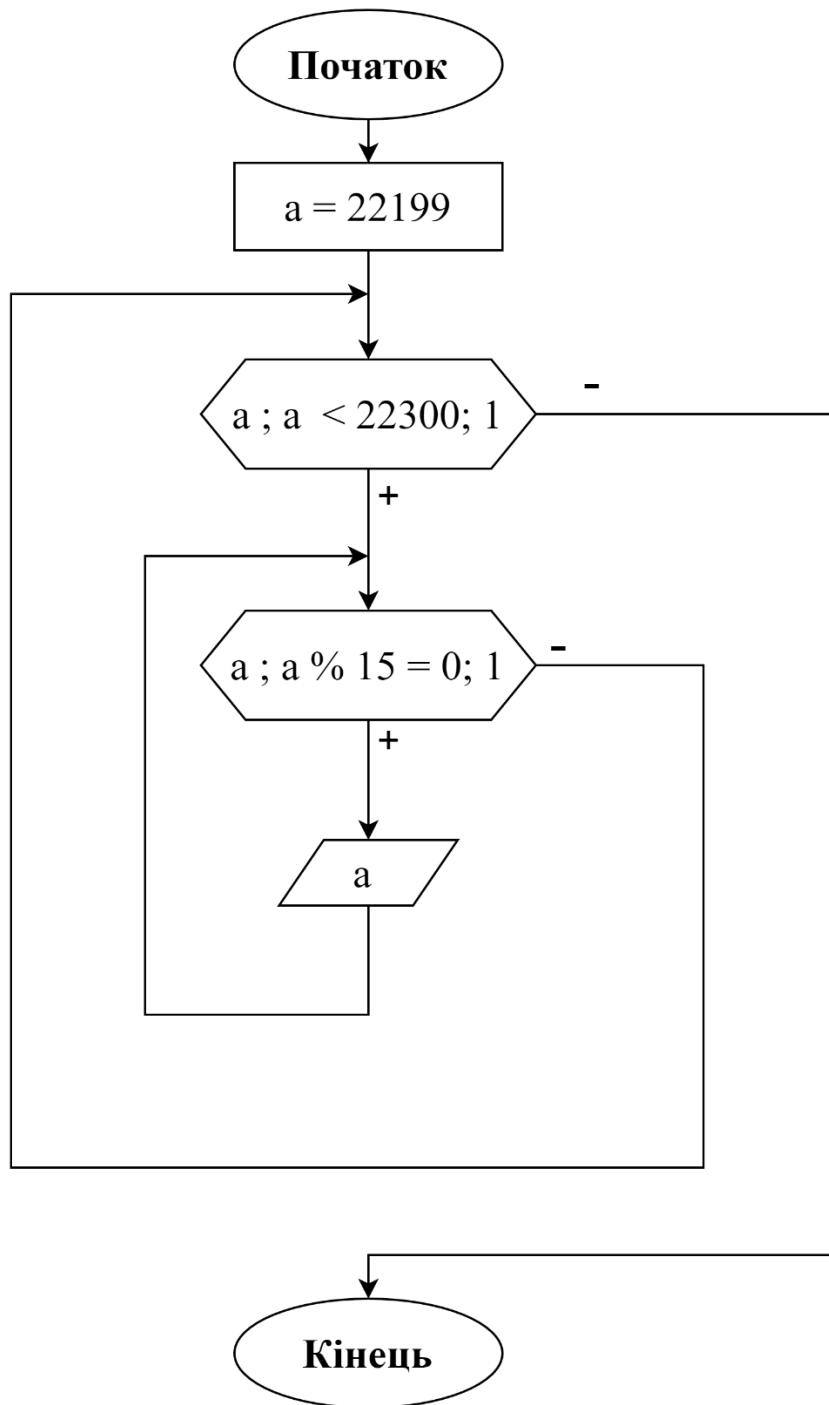 Початок
a = 22199
a ; a < 22300; 1
-
+
a ; a % 15 = 0; 1
-
+
a
Кінець